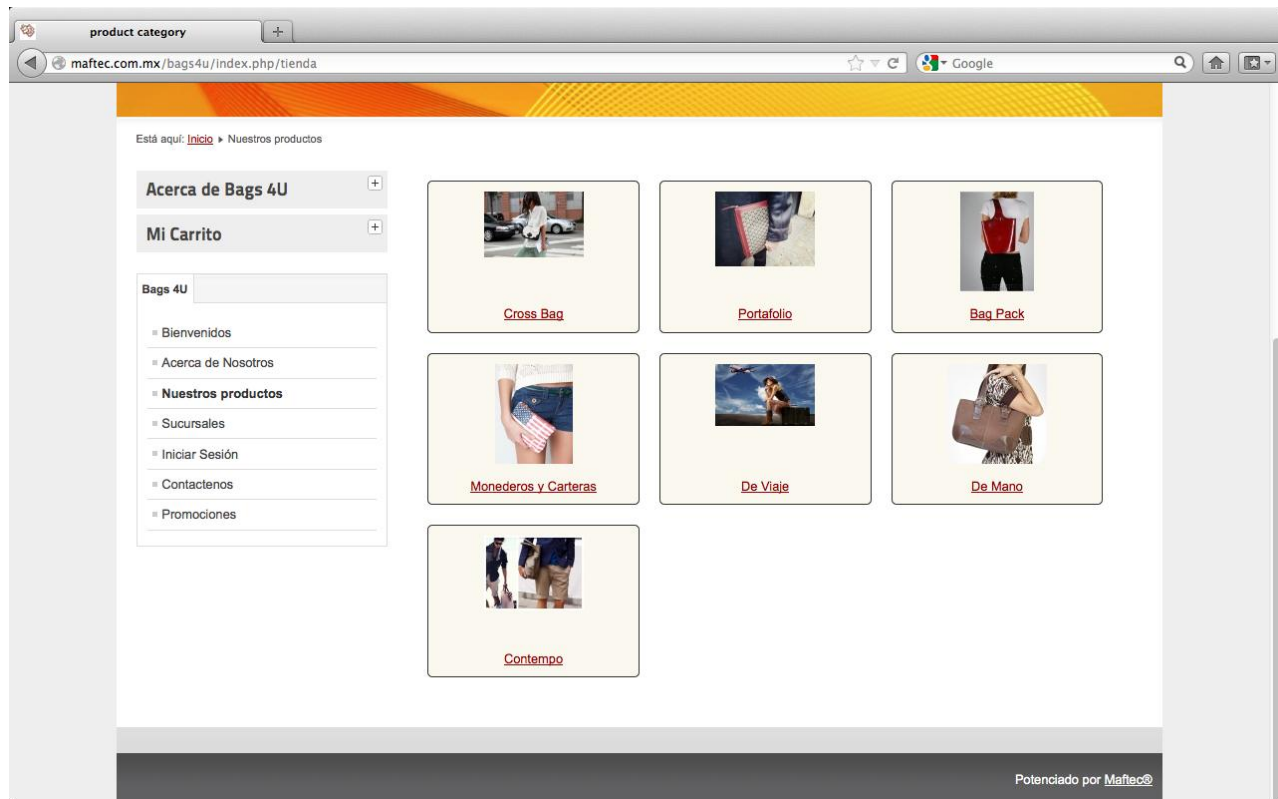 product category
maftec.com.mx/bags4u/index.php/tienda
Google
Está aquí: Inicio ▸ Nuestros productos
Acerca de Bags 4U
Mi Carrito
Bags 4U
Bienvenidos
Acerca de Nosotros
Nuestros productos
Sucursales
Iniciar Sesión
Contactenos
Promociones
Cross Bag
Portafolio
Bag Pack
Monederos y Carteras
De Viaje
De Mano
Contempo
Potenciado por Maftec®